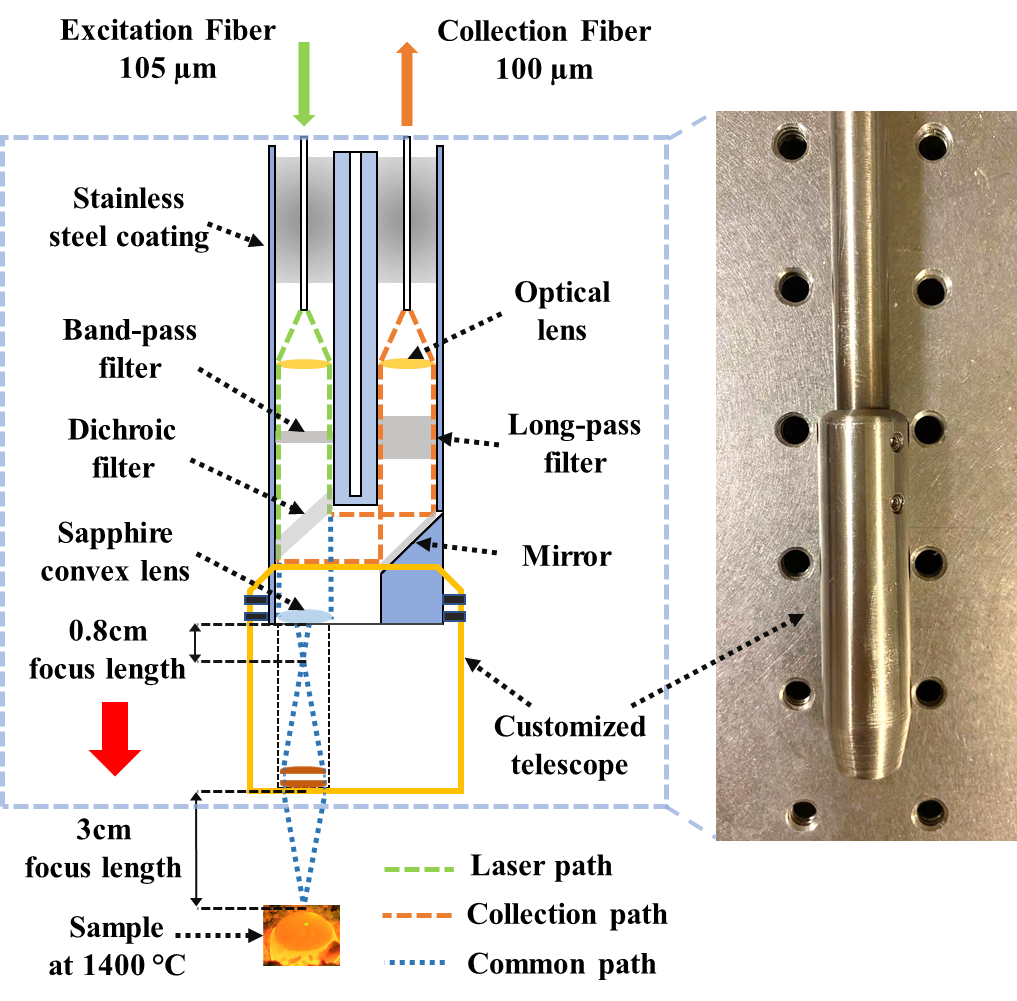 Excitation Fiber
105 μm
Collection Fiber
100 μm
Stainless
steel coating
Optical
lens
Band-pass
filter
Dichroic
filter
Long-pass
filter
Sapphire
convex lens
Mirror
0.8cm
focus length
Customized
telescope
3cm
focus length
Laser path
Collection path
Sample
at 1400 °C
Common path